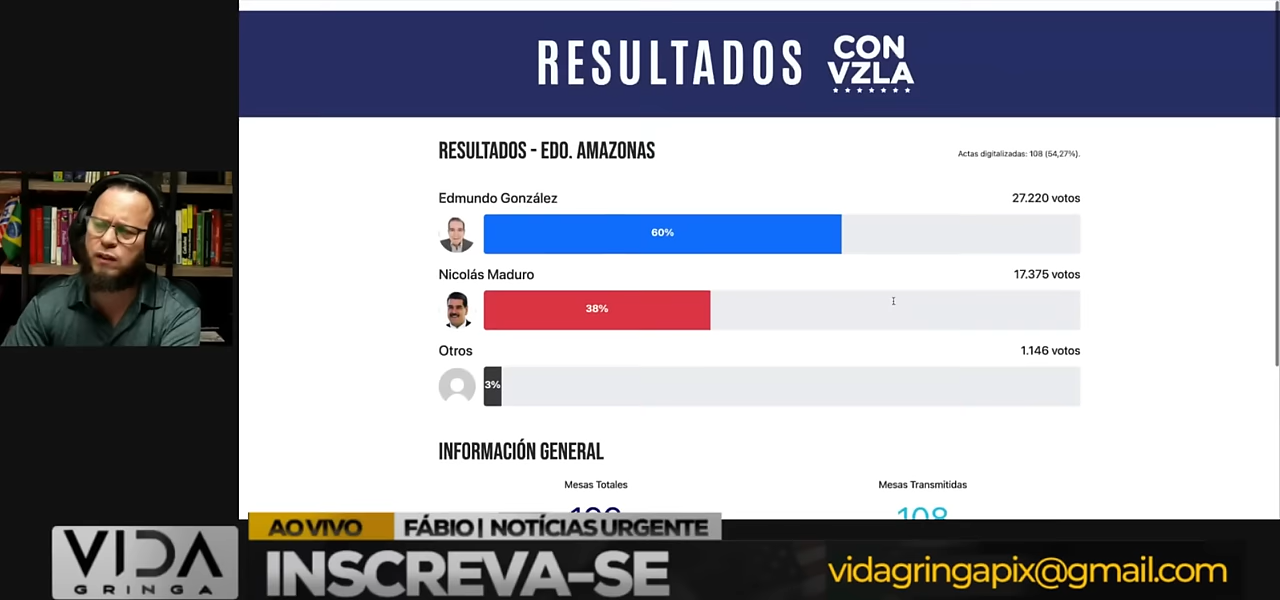 RESULTADOS
CON
VZLA
RESULTADOS - EDO. AMAZONAS
Actas digitalizadas: 108 (54,27%).
Edmundo González
27.220 votos
60%
Nicolás Maduro
17.375 votos
38%
Otros
1.146 votos
3%
INFORMACIÓN GENERAL
Mesas Totales
Mesas Transmitidas
108
AO VIVO
FÁBIO | NOTÍCIAS URGENTE
VIDA
GRINGA
INSCREVA-SE
vidagringapix@gmail.com